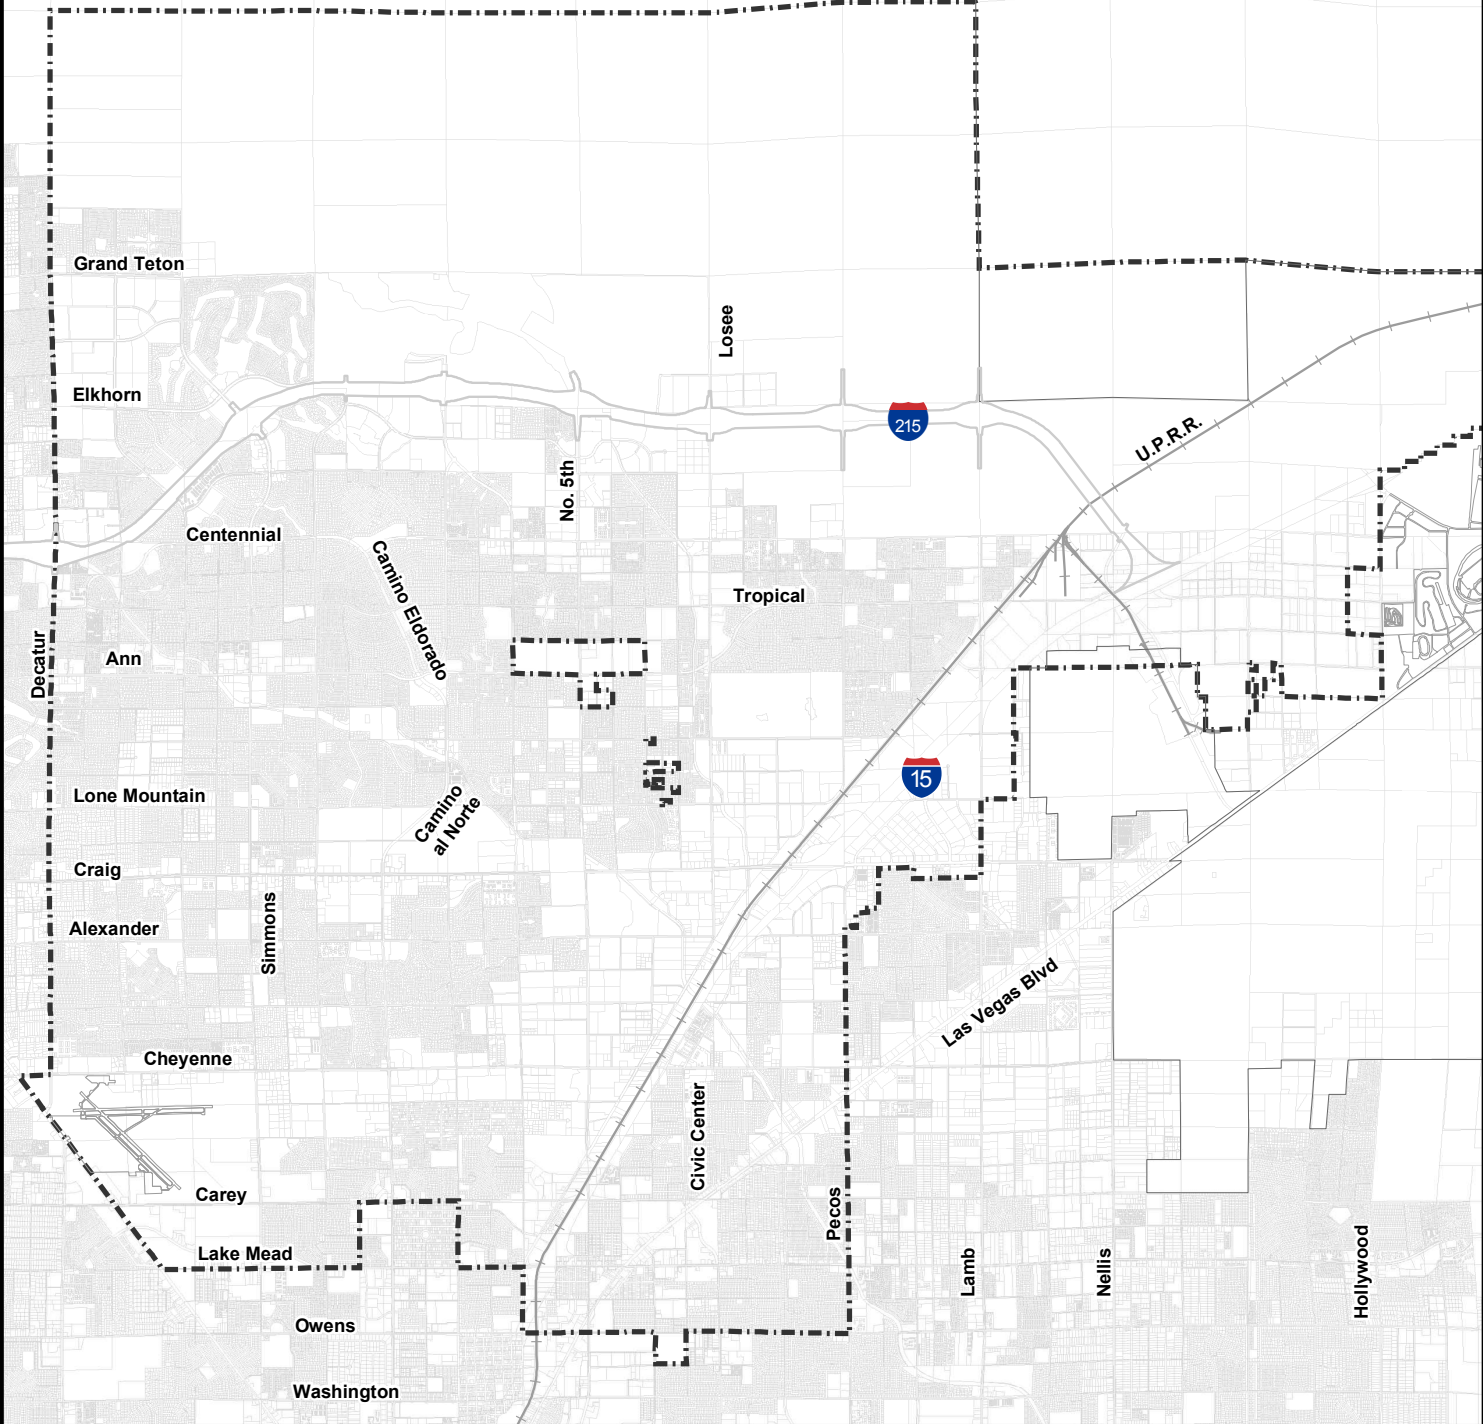 Grand Teton
Losee
Elkhorn
215
U.P.R.R.
No. 5th
Centennial
Camino Eldorado
Tropical
Decatur
Ann
15
Lone Mountain
Camino
al Norte
Craig
Simmons
Alexander
Las Vegas Blvd
Cheyenne
Civic Center
Carey
Pecos
Lake Mead
Lamb
Nellis
Hollywood
Owens
Washington